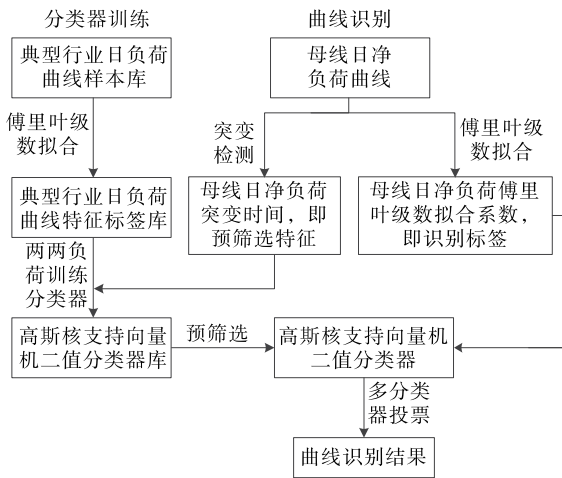 分类器训练
曲线识别
典型行业日负荷
曲线样本库
母线日净
负荷曲线
傅里叶级
数拟合
突变
检测
傅里叶级
数拟合
典型行业日负荷
曲线特征标签库
母线日净负荷
突变时间，即
预筛选特征
母线日净负荷傅里
叶级数拟合系数，
即识别标签
两两负
荷训练
分类器
高斯核支持向量
机二值分类器库
预筛选
高斯核支持向量机
二值分类器
多分类
器投票
曲线识别结果